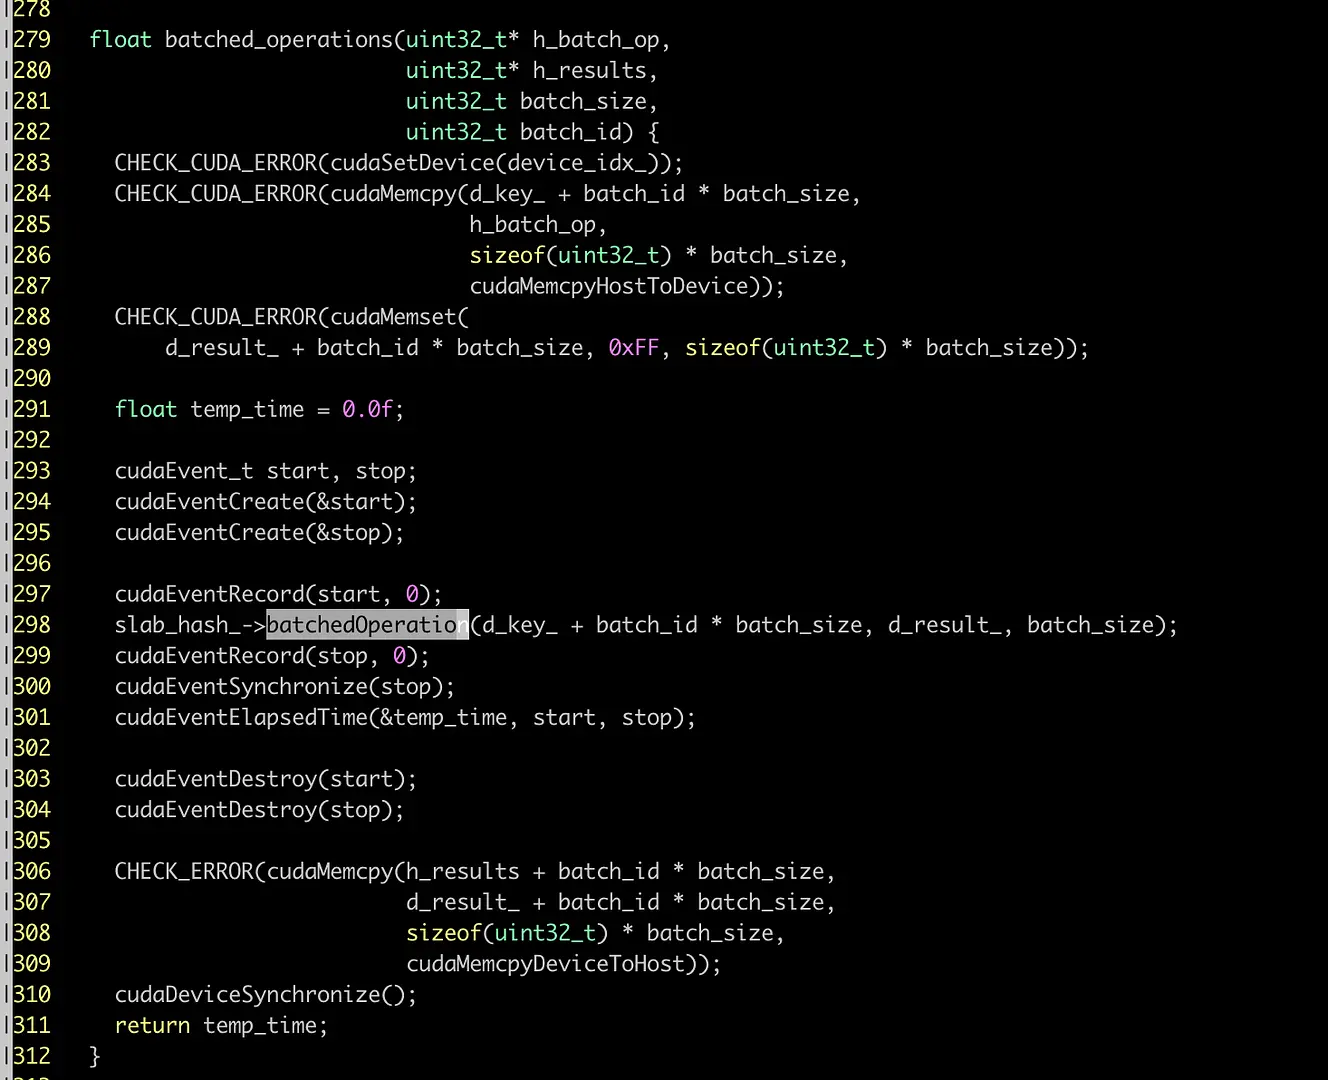 278
279 float batched_operations(uint32_t* h_batch_op,
280 uint32_t* h_results,
281 uint32_t batch_size,
282 uint32_t batch_id) {
283 CHECK_CUDA_ERROR(cudaSetDevice(device_idx_));
284 CHECK_CUDA_ERROR(cudaMemcpy(d_key_ + batch_id * batch_size,
285 h_batch_op,
286 sizeof(uint32_t) * batch_size,
287 cudaMemcpyHostToDevice));
288 CHECK_CUDA_ERROR(cudaMemset(
289 d_result_ + batch_id * batch_size, 0xFF, sizeof(uint32_t) * batch_size));
290
291 float temp_time = 0.0f;
292
293 cudaEvent_t start, stop;
294 cudaEventCreate(&start);
295 cudaEventCreate(&stop);
296
297 cudaEventRecord(start, 0);
298 slab_hash_->batchedOperation(d_key_ + batch_id * batch_size, d_result_, batch_size);
299 cudaEventRecord(stop, 0);
300 cudaEventSynchronize(stop);
301 cudaEventElapsedTime(&temp_time, start, stop);
302
303 cudaEventDestroy(start);
304 cudaEventDestroy(stop);
305
306 CHECK_ERROR(cudaMemcpy(h_results + batch_id * batch_size,
307 d_result_ + batch_id * batch_size,
308 sizeof(uint32_t) * batch_size,
309 cudaMemcpyDeviceToHost));
310 cudaDeviceSynchronize();
311 return temp_time;
312 }